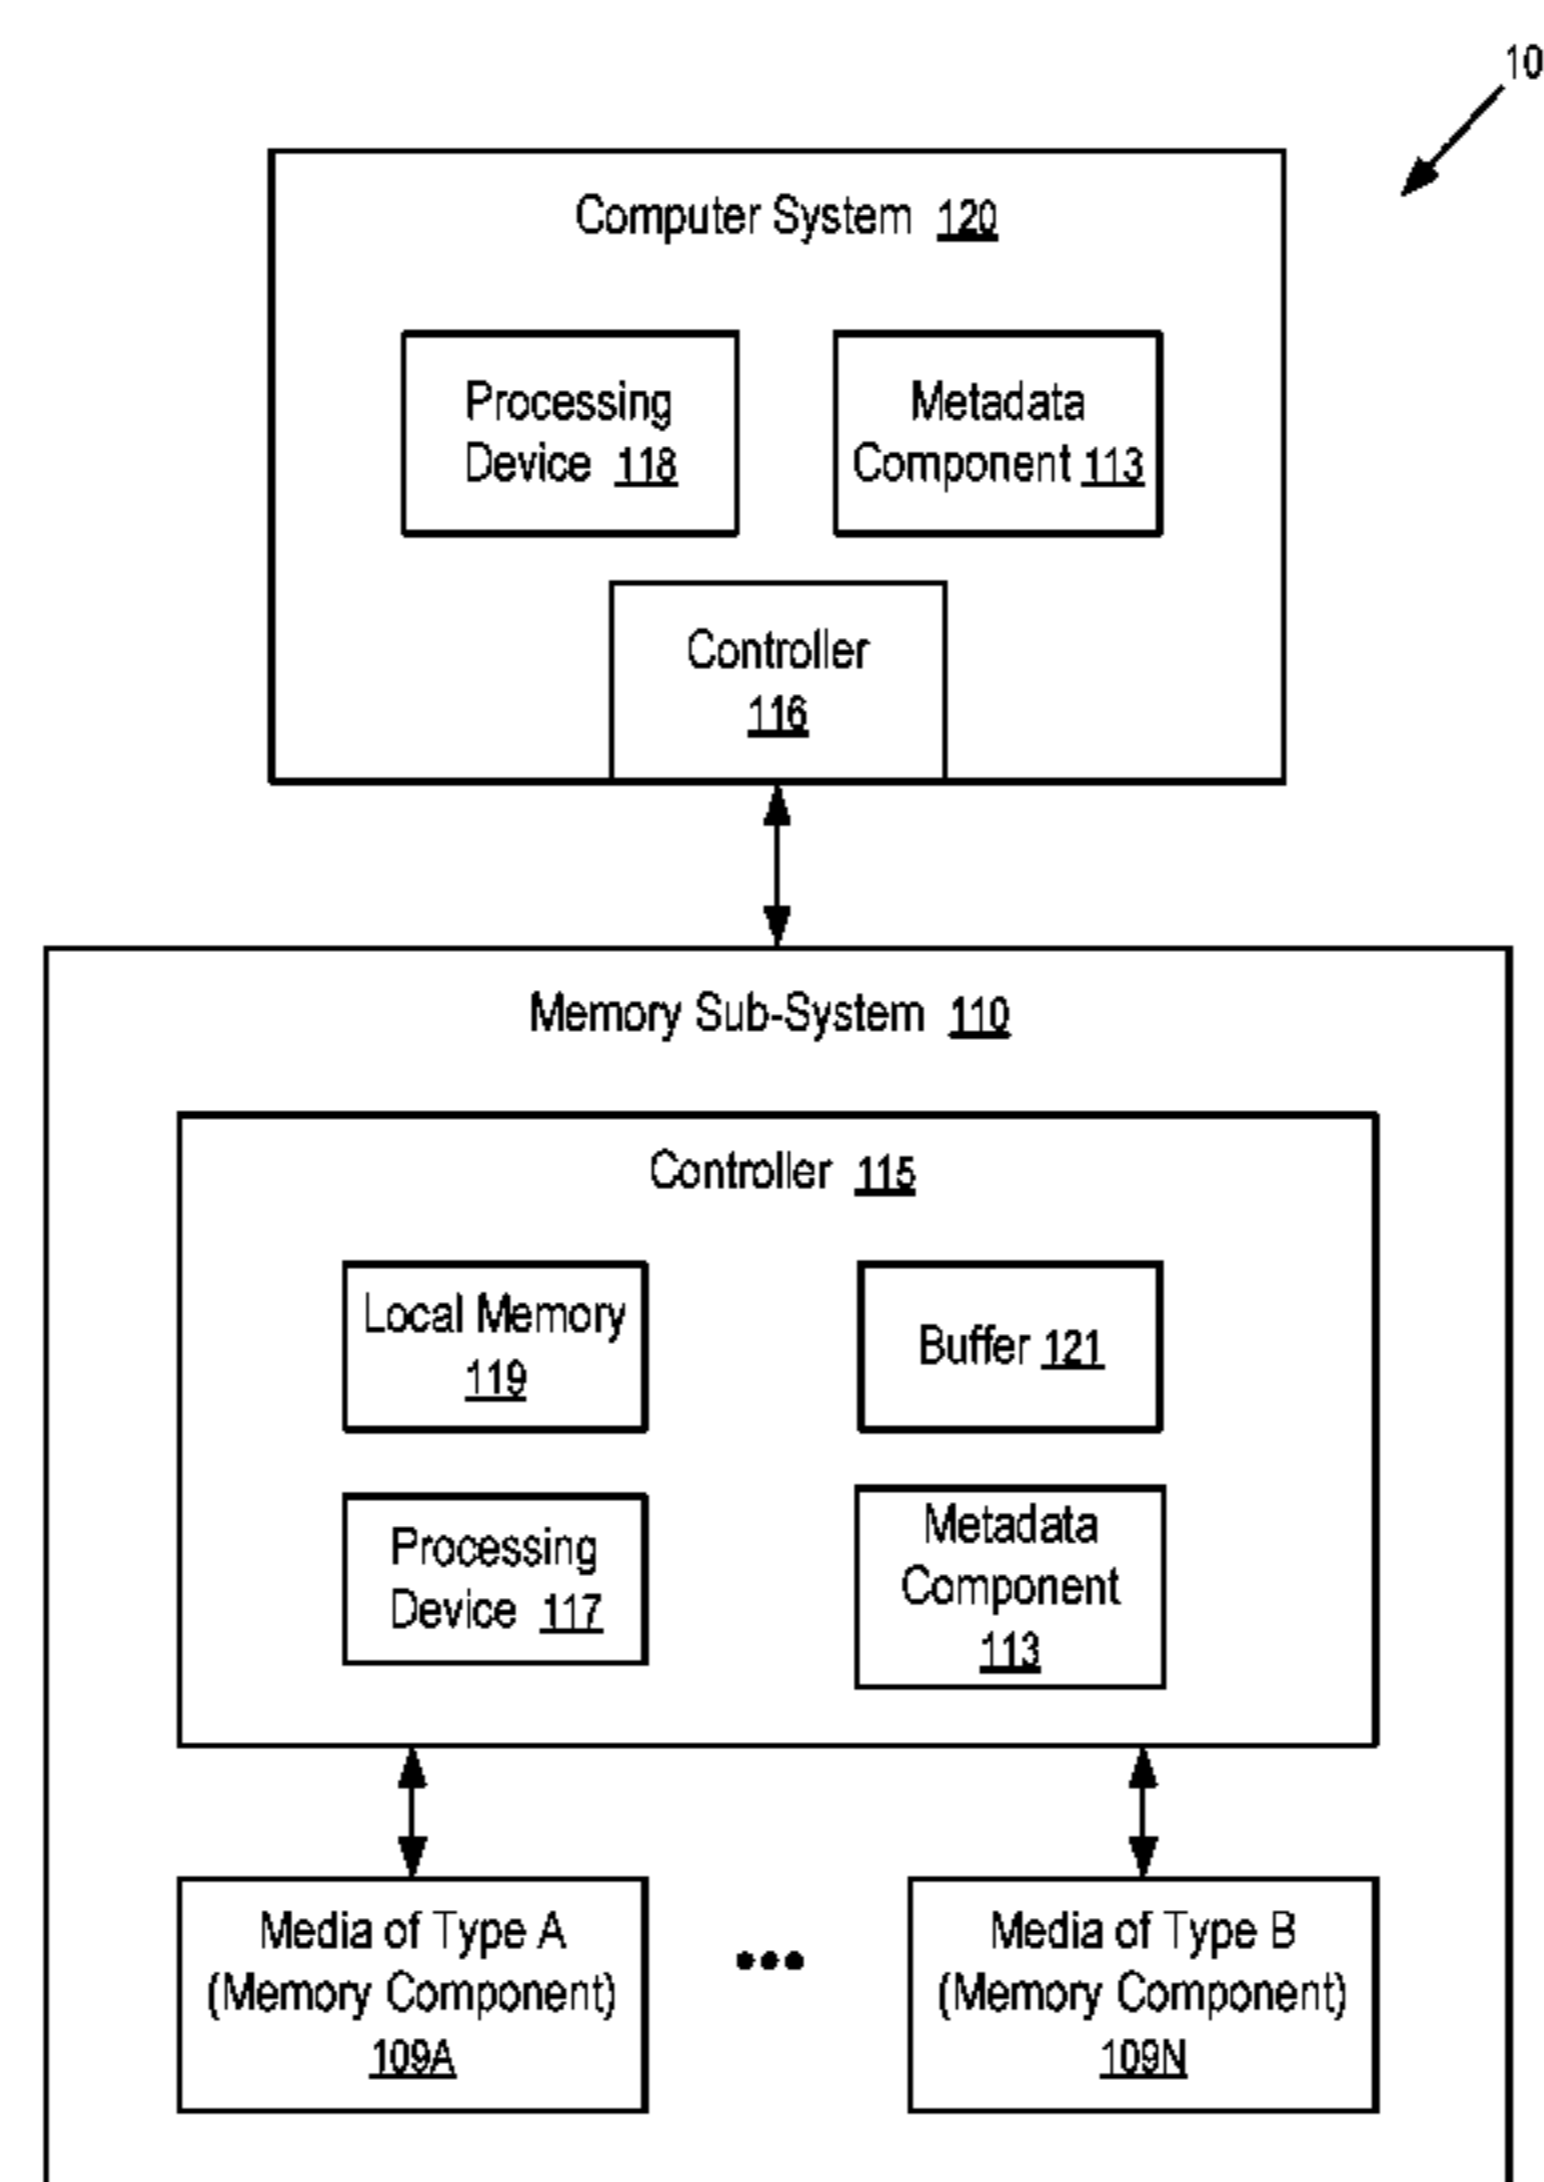 10
Computer System 120
Processing
Device 118
Metadata
Component 113
Controller
116
Memory Sub-System 110
Controller 115
Local Memory
119
Buffer 121
Processing
Device 117
Metadata
Component
113
Media of Type A
(Memory Component)
109A
•••
Media of Type B
(Memory Component)
109N